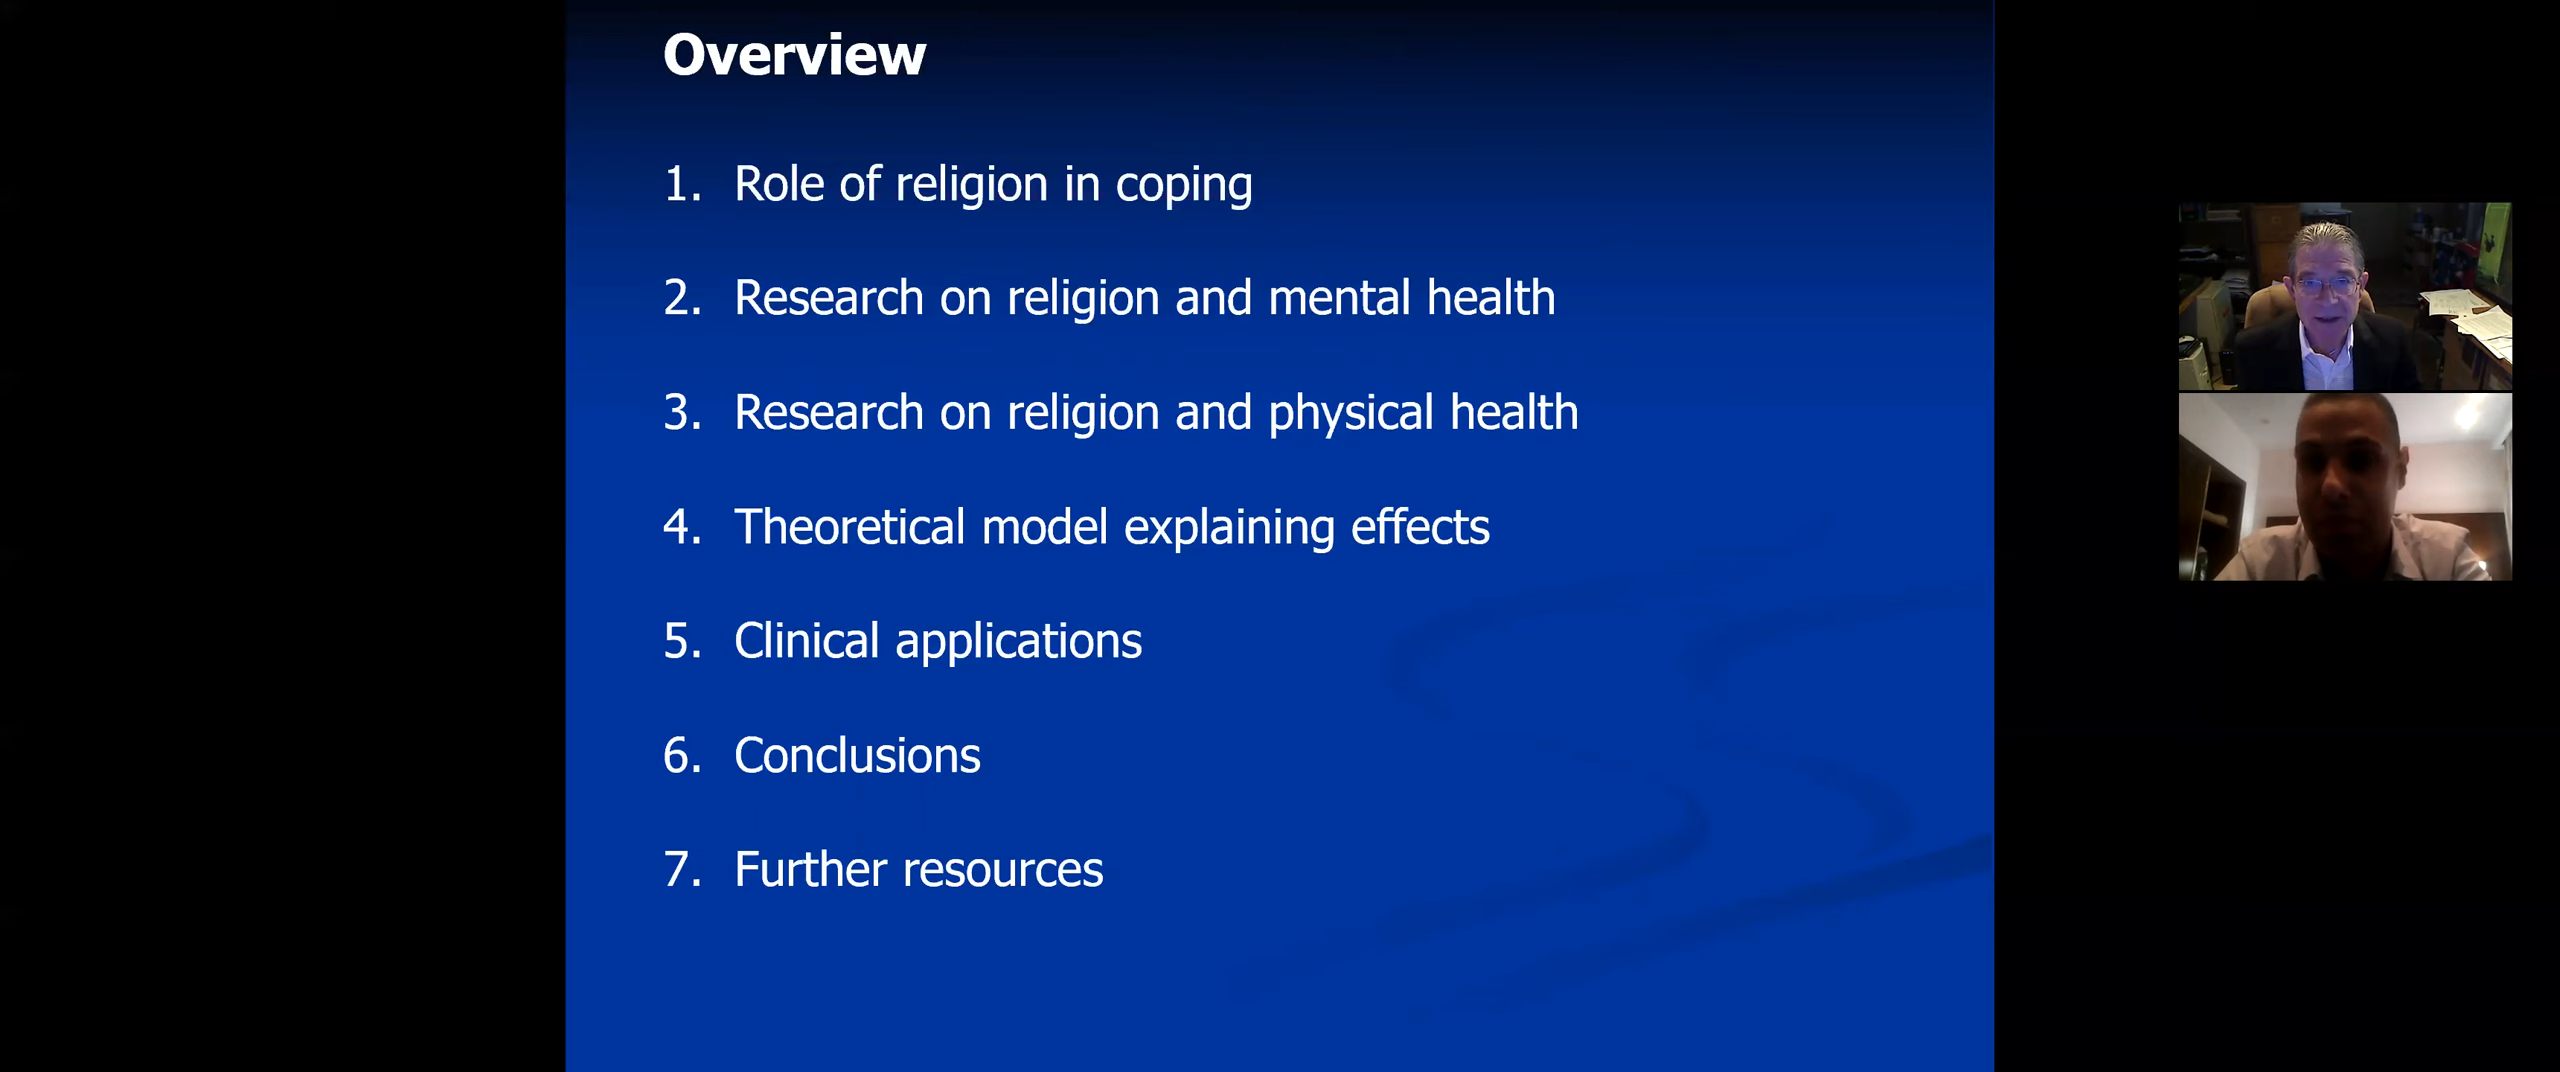 Overview
1. Role of religion in coping
2. Research on religion and mental health
3. Research on religion and physical health
4. Theoretical model explaining effects
5. Clinical applications
6. Conclusions
7. Further resources